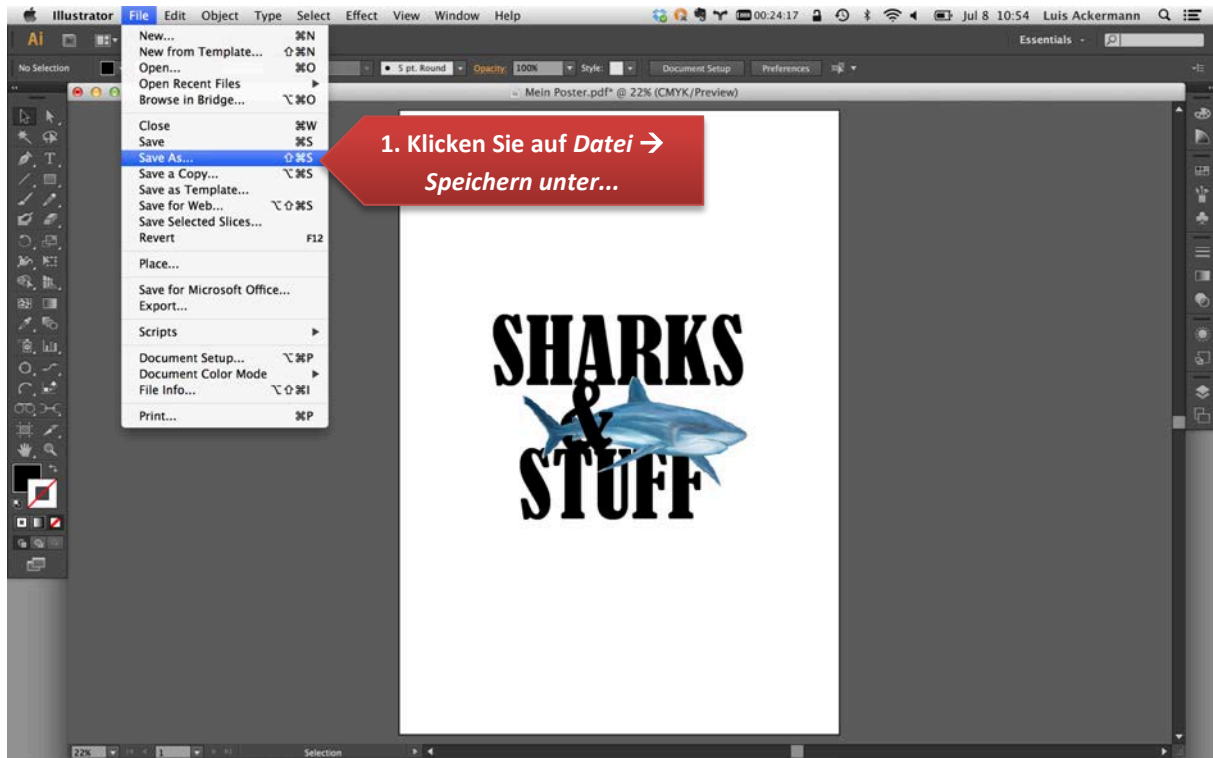 Illustrator File Edit Object Type Select Effect View Window Help 00:24:17 Jul 8 10:54 Luis Ackermann
Ai Essentials
No Selection 5 pt. Round Opacity: 100% Style: Document Setup Preferences
Mein Poster.pdf* @ 22% (CMYK/Preview)
New... ⌘N
New from Template... ⇧⌘N
Open... ⌘O
Open Recent Files ▶
Browse in Bridge... ⌥⌘O
Close ⌘W
Save ⌘S
Save As... ⇧⌘S
Save a Copy... ⌥⌘S
Save as Template...
Save for Web... ⌥⇧⌘S
Save Selected Slices...
Revert F12
Place...
Save for Microsoft Office...
Export...
Scripts ▶
Document Setup... ⌥⌘P
Document Color Mode ▶
File Info... ⌥⇧⌘I
Print... ⌘P
1. Klicken Sie auf Datei →
Speichern unter...
SHARKS
&
STUFF
22% 1 Selection